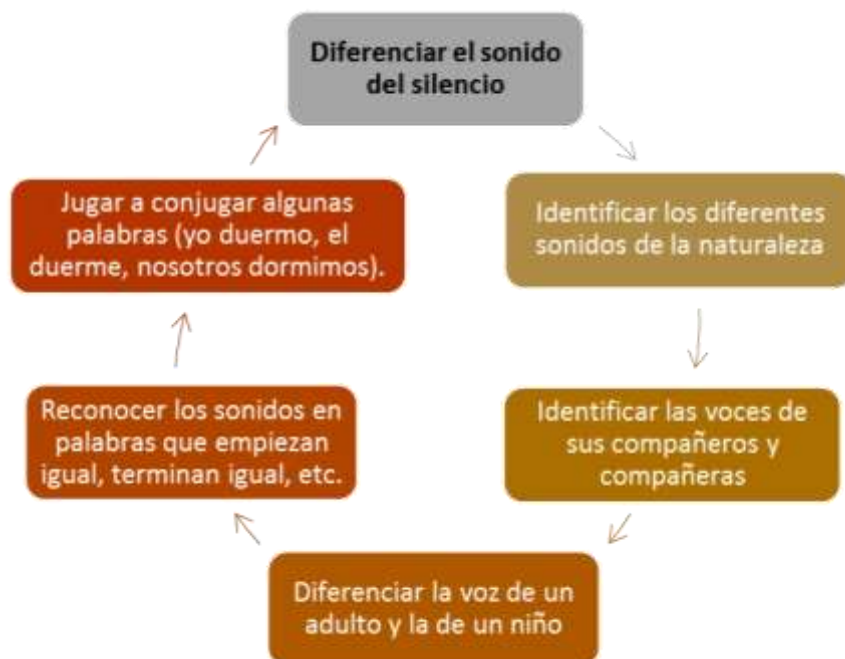 Diferenciar el sonido
del silencio
Identificar los diferentes
sonidos de la naturaleza
Identificar las voces de
sus compañeros y
compañeras
Diferenciar la voz de un
adulto y la de un niño
Reconocer los sonidos en
palabras que empiezan
igual, terminan igual, etc.
Jugar a conjugar algunas
palabras (yo duermo, el
duerme, nosotros dormimos).